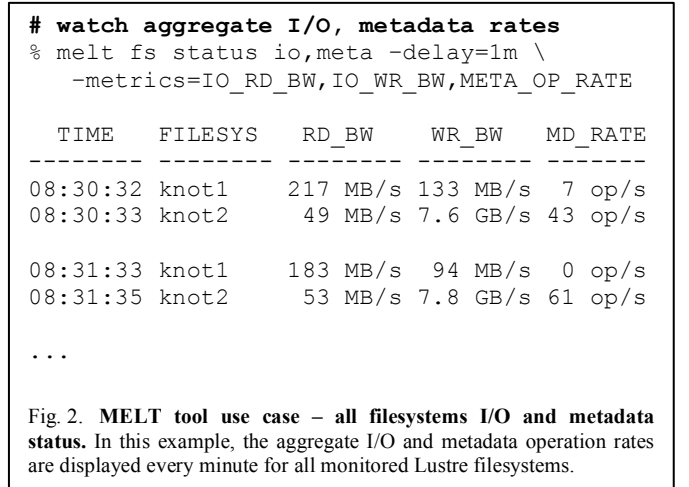 # watch aggregate I/O, metadata rates
% melt fs status io,meta –delay=1m \
–metrics=IO_RD_BW,IO_WR_BW,META_OP_RATE
TIME FILESYS RD_BW WR_BW MD_RATE
-------- -------- -------- -------- -------
08:30:32 knot1 217 MB/s 133 MB/s 7 op/s
08:30:33 knot2 49 MB/s 7.6 GB/s 43 op/s
08:31:33 knot1 183 MB/s 94 MB/s 0 op/s
08:31:35 knot2 53 MB/s 7.8 GB/s 61 op/s
...
Fig. 2. MELT tool use case – all filesystems I/O and metadata
status. In this example, the aggregate I/O and metadata operation rates
are displayed every minute for all monitored Lustre filesystems.